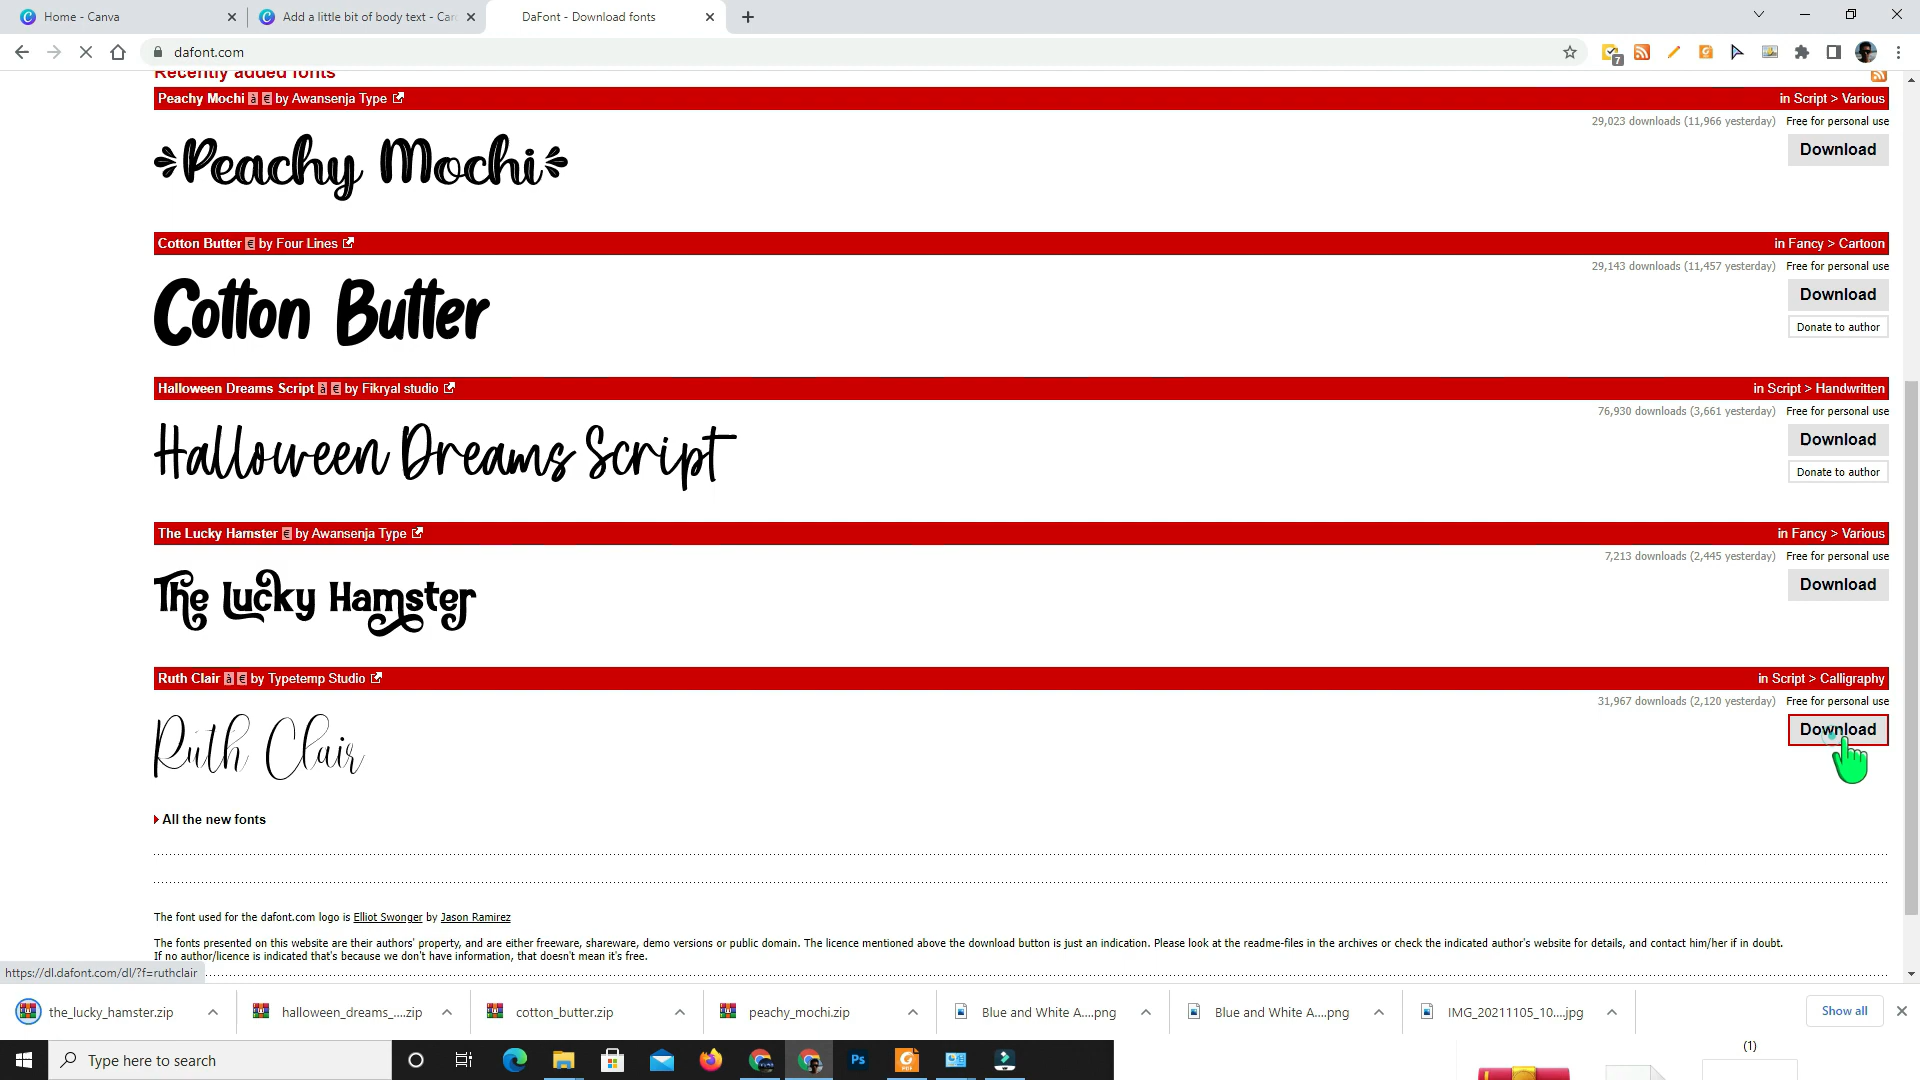 Home - Canva
Add a little bit of body text - Car
DaFont - Download fonts
dafont.com
7
Recently added fonts
Peachy Mochi à € by Awansenja Type
in Script > Various
29,023 downloads (11,966 yesterday) Free for personal use
Peachy Mochi
Download
Cotton Butter € by Four Lines
in Fancy > Cartoon
29,143 downloads (11,457 yesterday) Free for personal use
Cotton Butter
Download
Donate to author
Halloween Dreams Script à € by Fikryal studio
in Script > Handwritten
76,930 downloads (3,661 yesterday) Free for personal use
Halloween Dreams Script
Download
Donate to author
The Lucky Hamster € by Awansenja Type
in Fancy > Various
7,213 downloads (2,445 yesterday) Free for personal use
The Lucky Hamster
Download
Ruth Clair à € by Typetemp Studio
in Script > Calligraphy
31,967 downloads (2,120 yesterday) Free for personal use
Ruth Clair
Download
All the new fonts
The font used for the dafont.com logo is Elliot Swonger by Jason Ramirez
The fonts presented on this website are their authors' property, and are either freeware, shareware, demo versions or public domain. The licence mentioned above the download button is just an indication. Please look at the readme-files in the archives or check the indicated author's website for details, and contact him/her if in doubt.
If no author/licence is indicated that's because we don't have information, that doesn't mean it's free.
https://dl.dafont.com/dl/?f=ruthclair
the_lucky_hamster.zip
halloween_dreams_....zip
cotton_butter.zip
peachy_mochi.zip
Blue and White A....png
Blue and White A....png
IMG_20211105_10....jpg
Show all
Type here to search
Ps
PDF
(1)